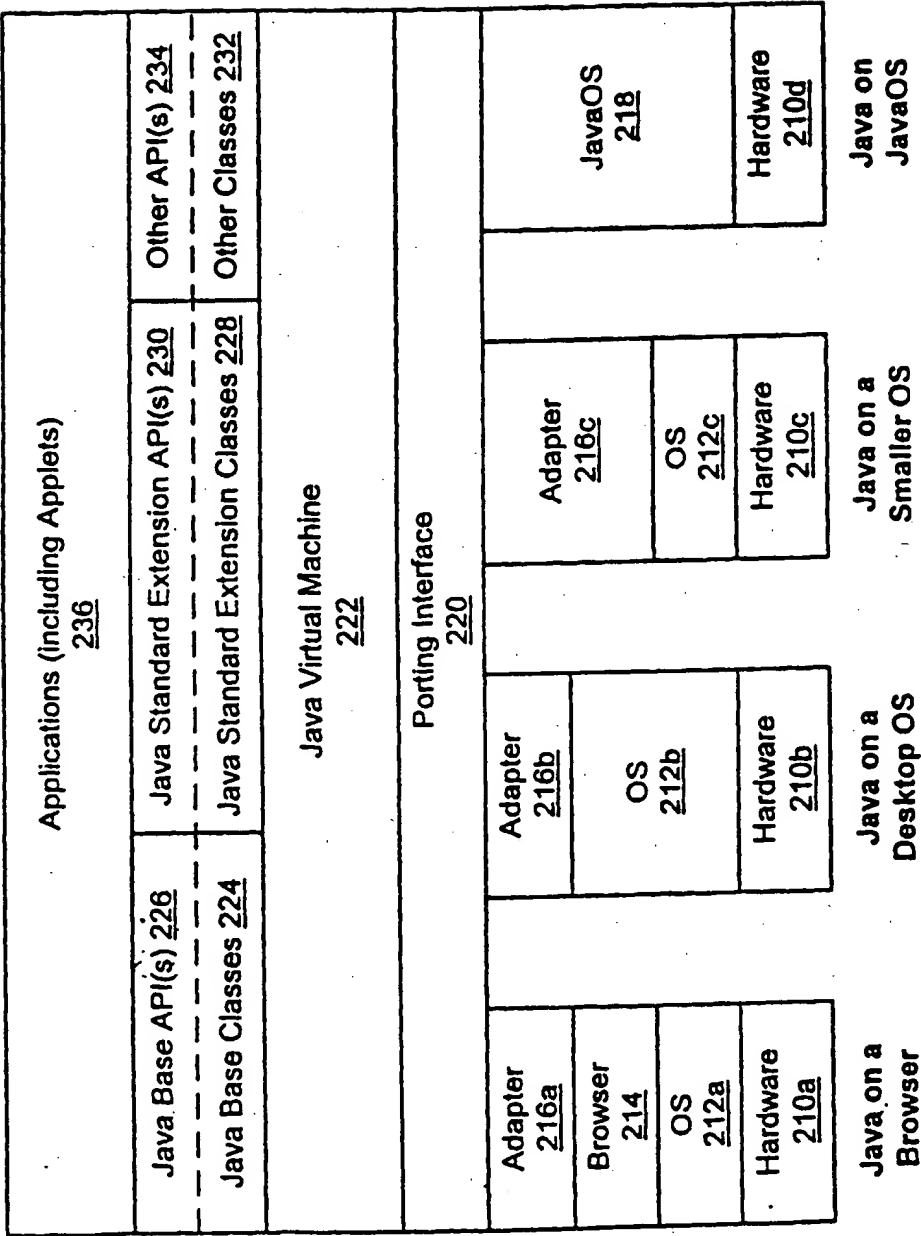 Applications (including Applets)
236
Java Base API(s) 226
Java Standard Extension API(s) 230
Other API(s) 234
Java Base Classes 224
Java Standard Extension Classes 228
Other Classes 232
Java Virtual Machine
222
Porting Interface
220
Adapter
216a
Browser
214
OS
212a
Hardware
210a
Java on a
Browser
Adapter
216b
OS
212b
Hardware
210b
Java on a
Desktop OS
Adapter
216c
OS
212c
Hardware
210c
Java on a
Smaller OS
JavaOS
218
Hardware
210d
Java on
JavaOS